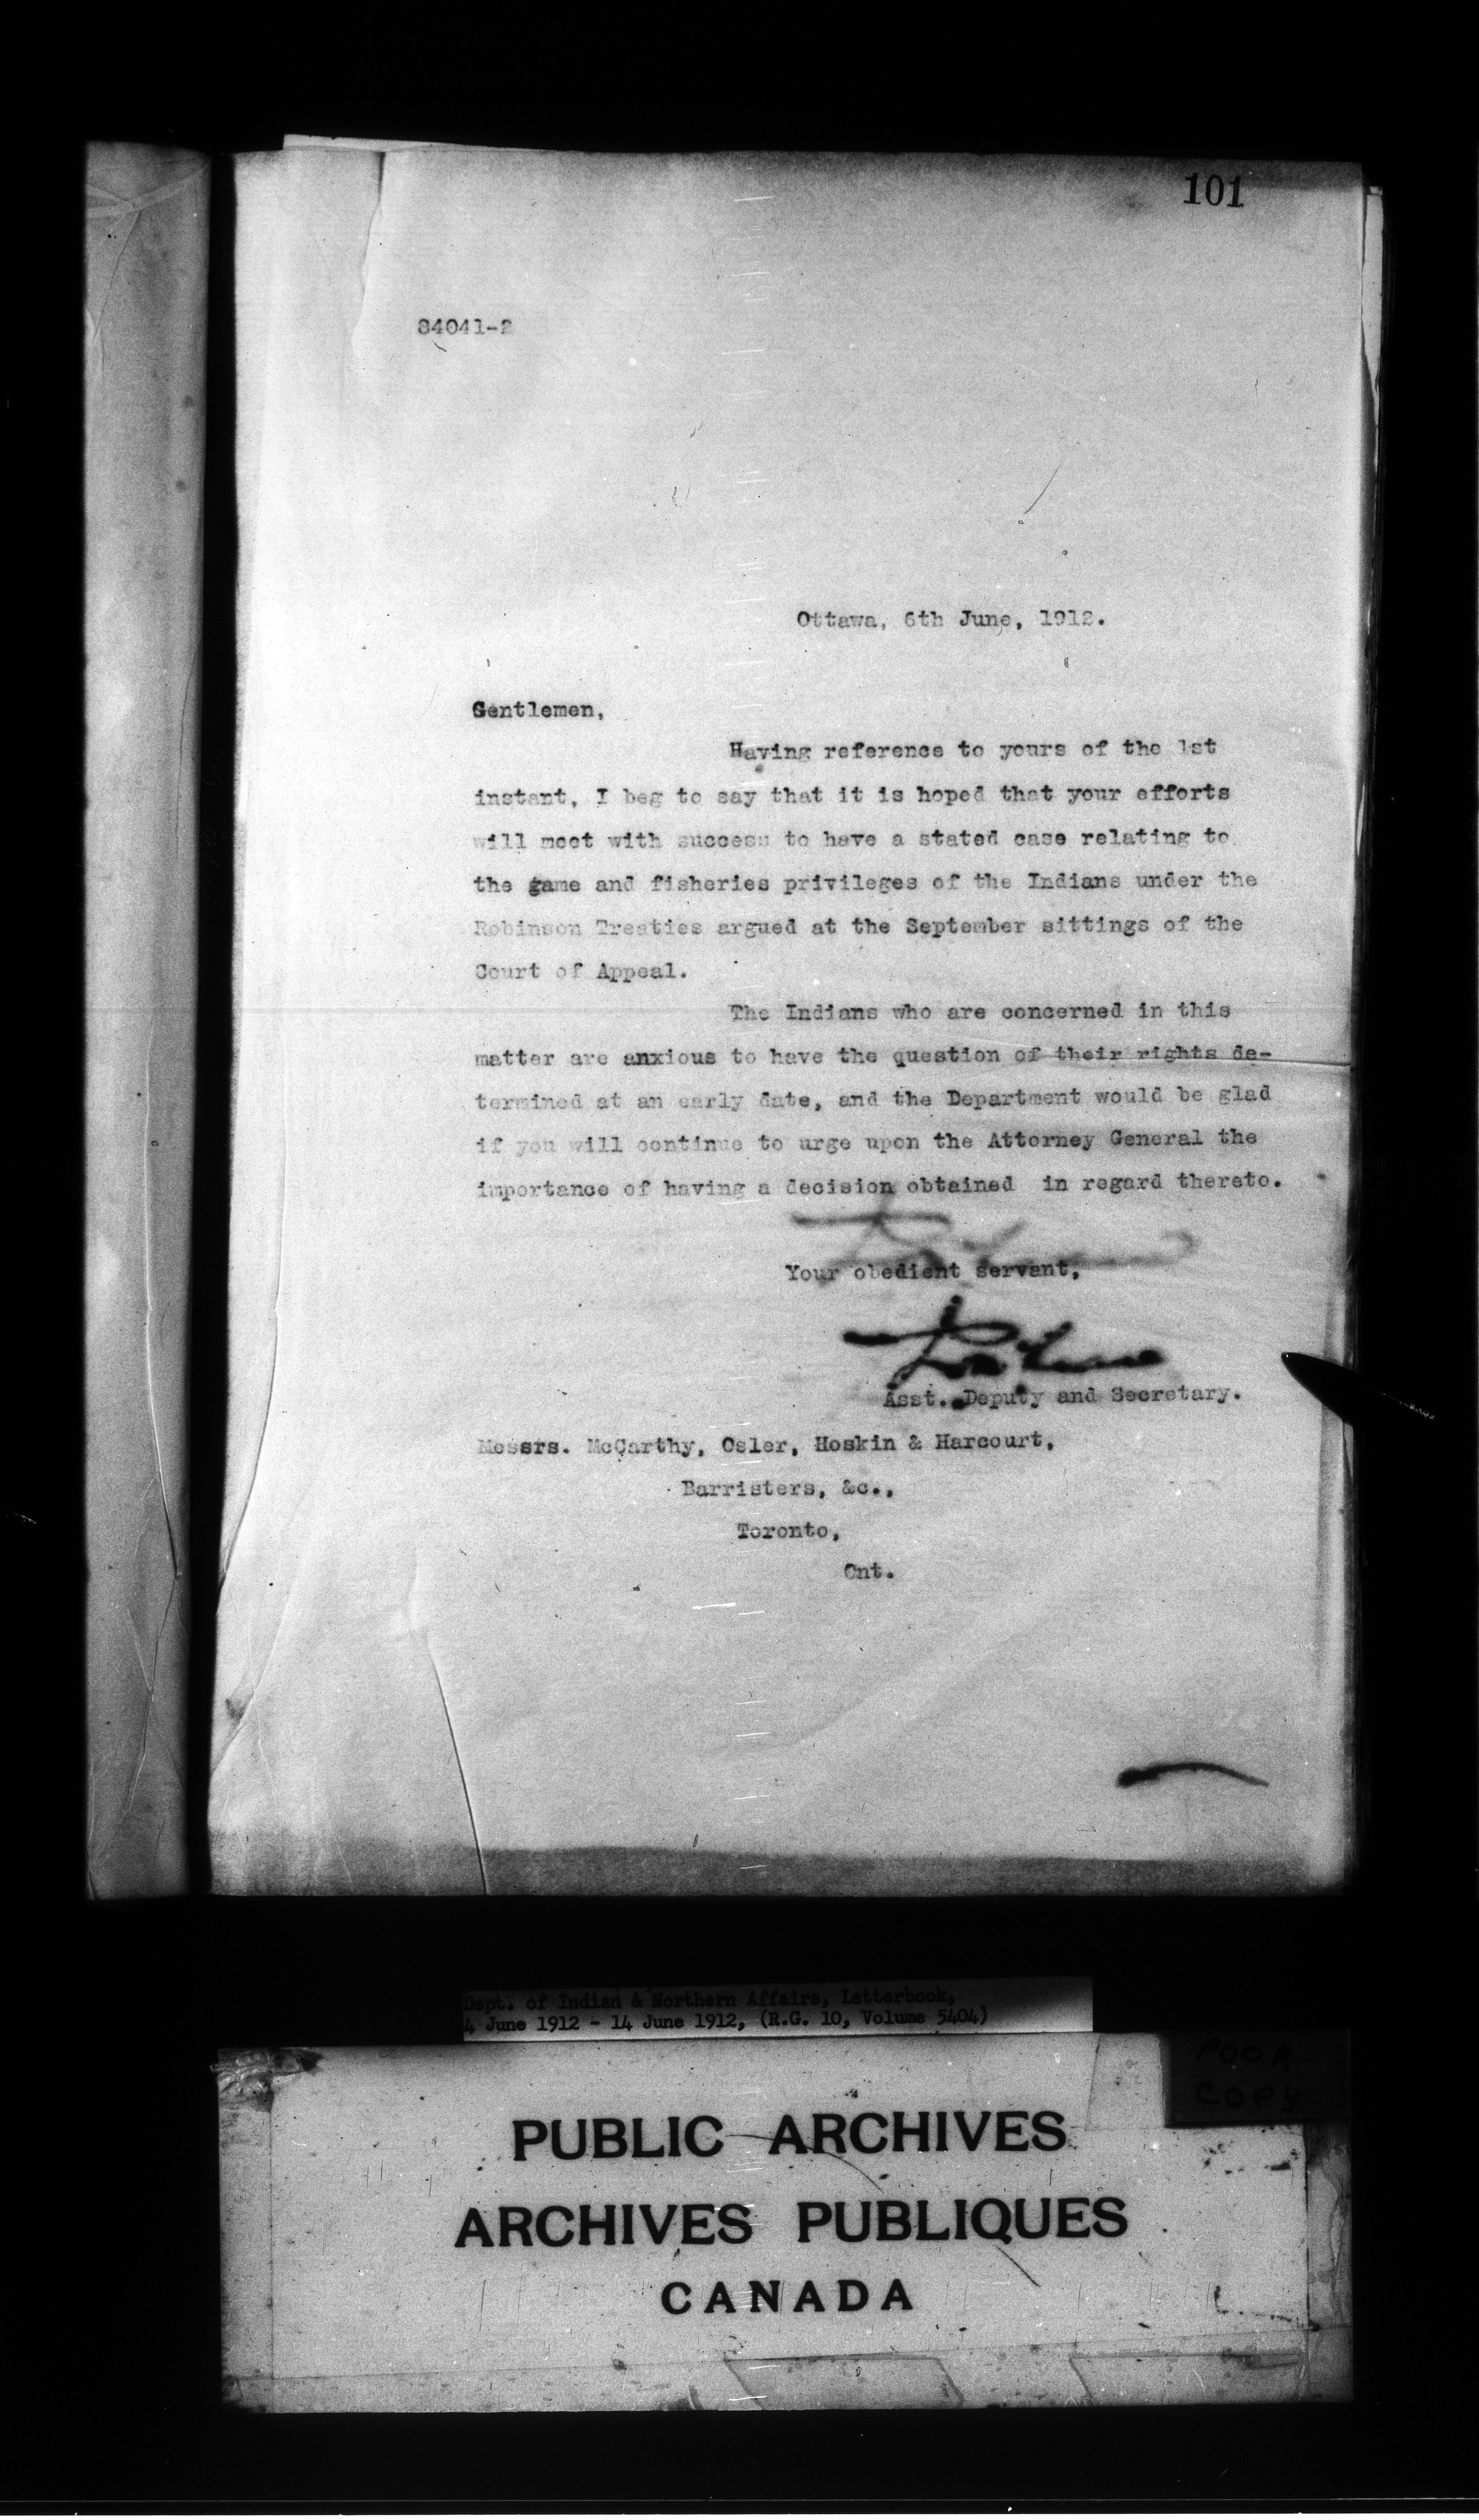 101
84041-2
Ottawa, 6th June, 1912.
Gentlemen,
Having reference to yours of the 1st
instant, I beg to say that it is hoped that your efforts
will meet with success to have a stated case relating to
the game and fisheries privileges of the Indians under the
Robinson Treaties argued at the September sittings of the
Court of Appeal.
The Indians who are concerned in this
matter are anxious to have the question of their rights de-
termined at an early date, and the Department would be glad
if you will continue to urge upon the Attorney General the
importance of having a decision obtained in regard thereto.
Your obedient servant,
Asst. Deputy and Secretary.
Messrs. McCarthy, Osler, Hoskin & Harcourt,
Barristers, &c.,
Toronto,
Ont.
Dept. of Indian & Northern Affairs, Letterbook,
4 June 1912 - 14 June 1912, (R.G. 10, Volume 5404)
POOR
COPY
PUBLIC ARCHIVES
ARCHIVES PUBLIQUES
CANADA